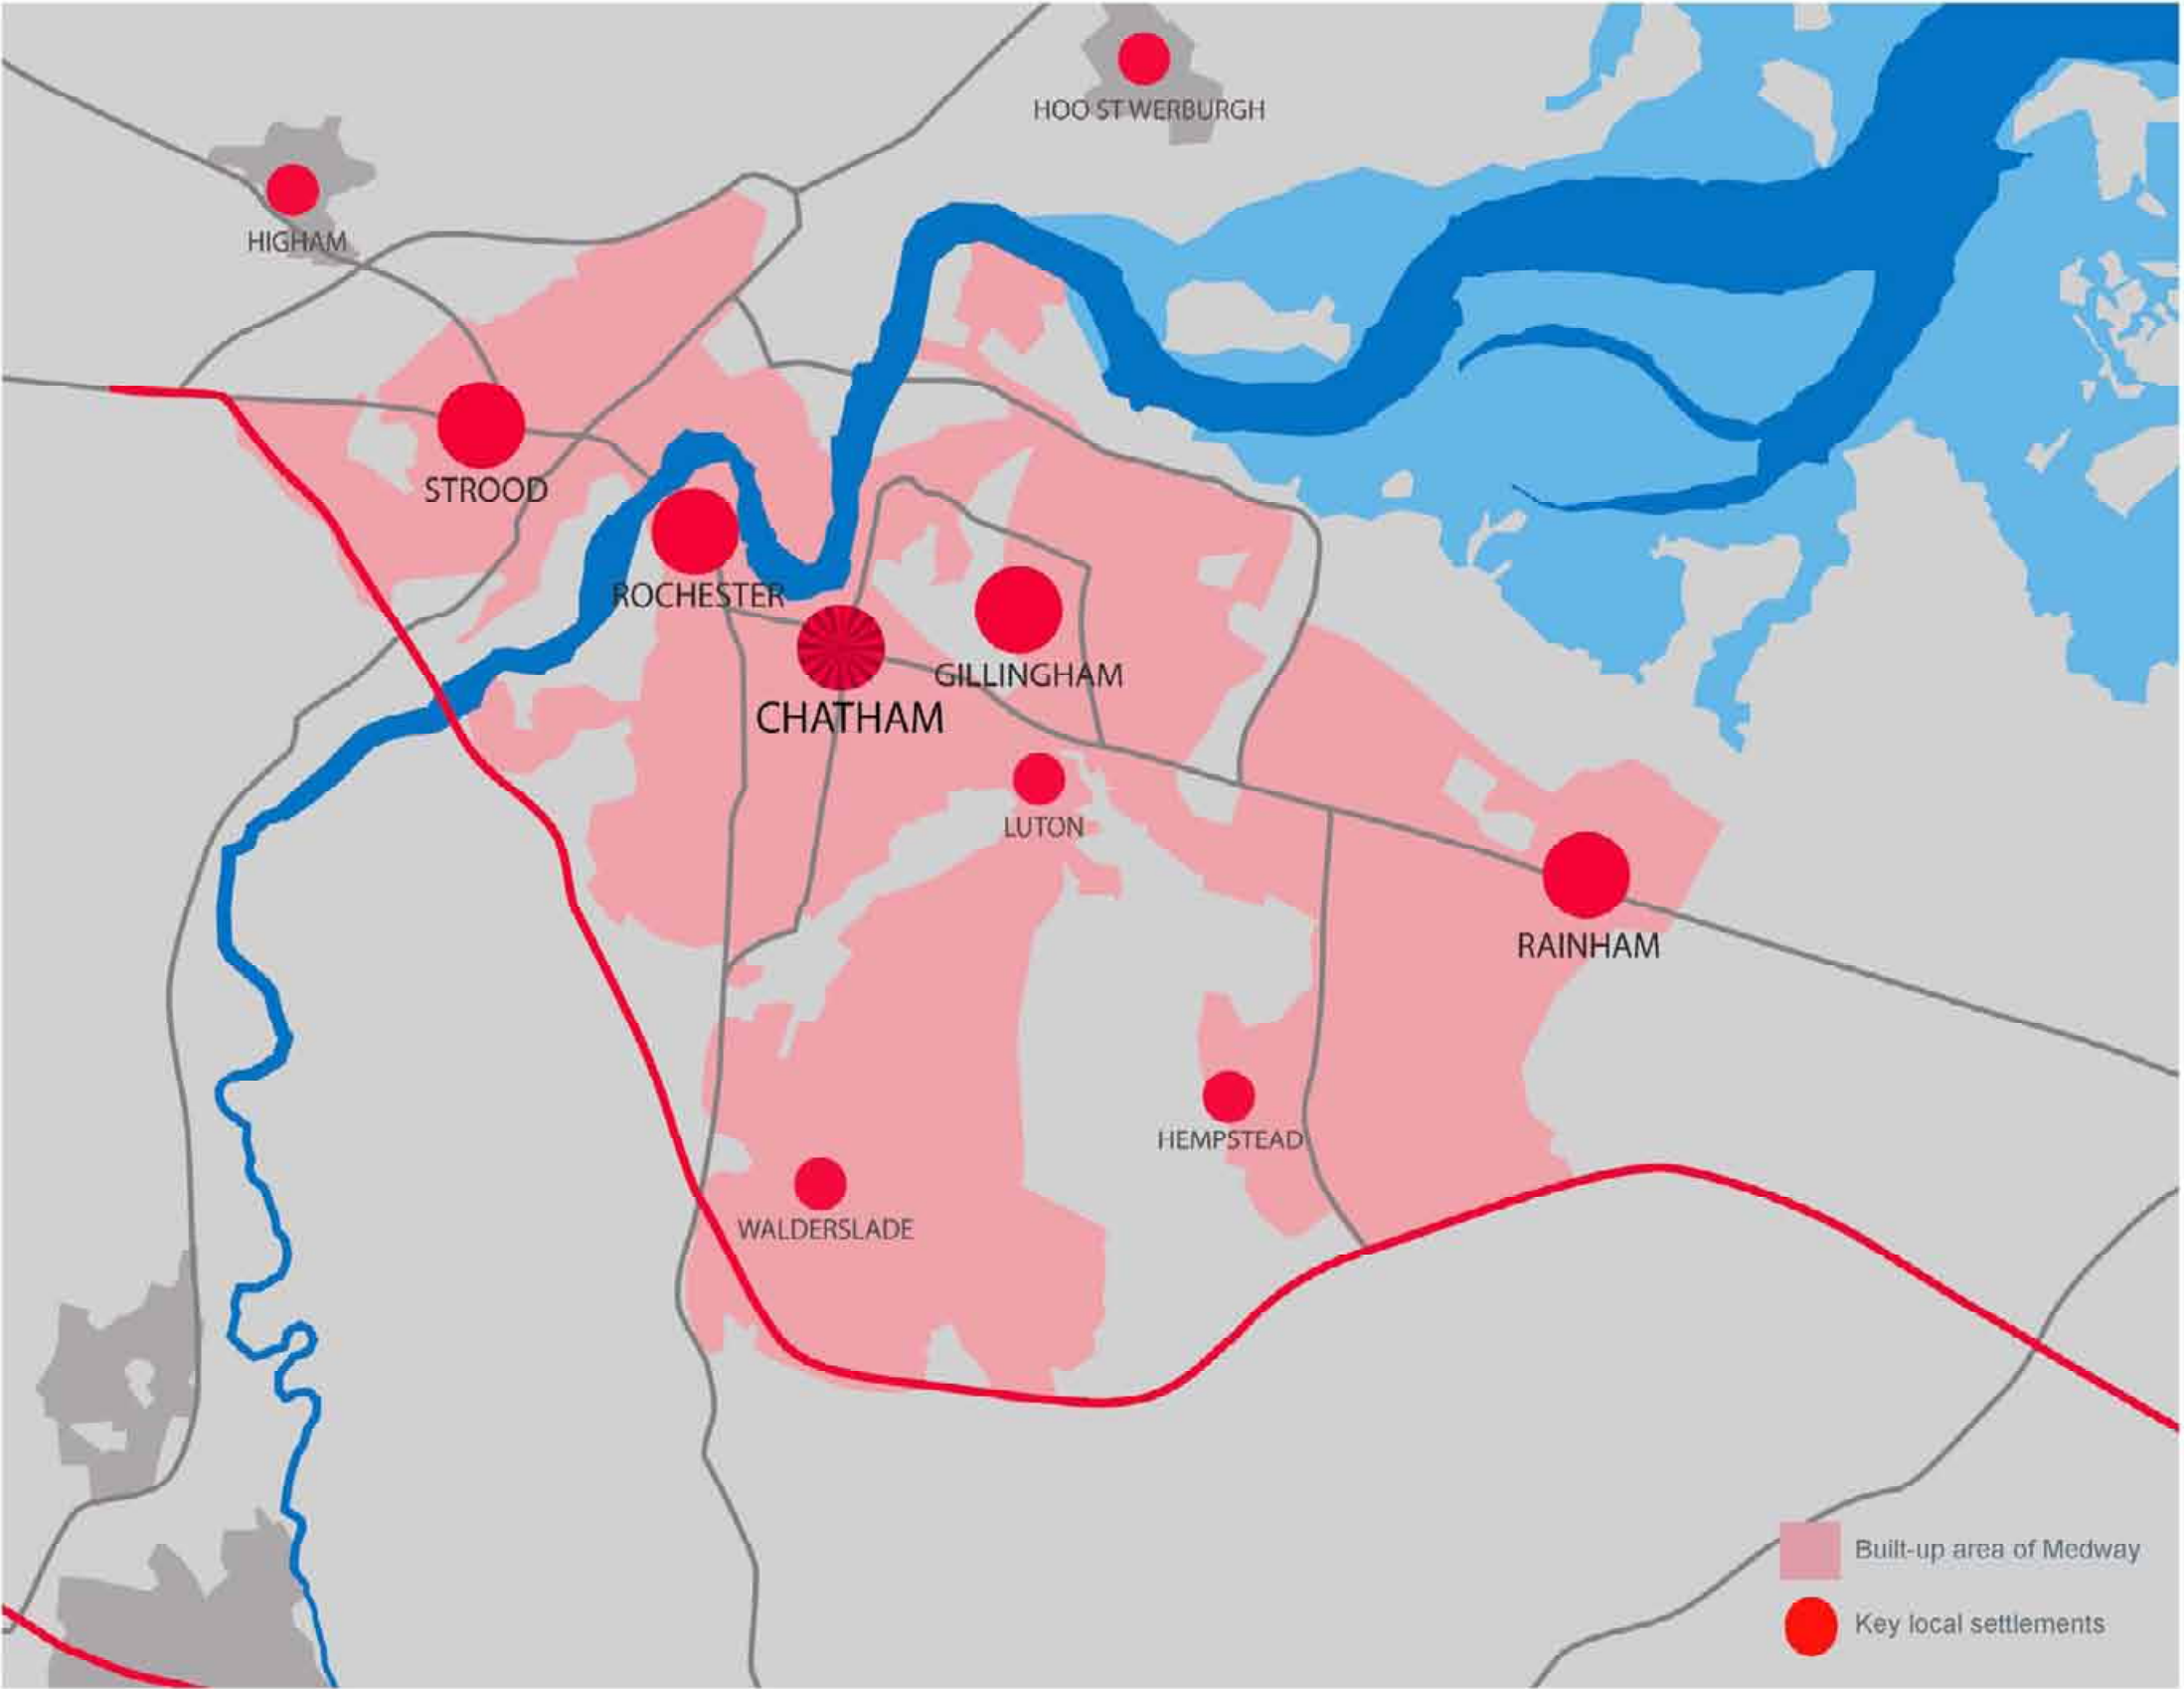 HOO ST WERBURGH
HIGHAM
STROOD
ROCHESTER
GILLINGHAM
CHATHAM
LUTON
RAINHAM
HEMPSTEAD
WALDERSLADE
Built-up area of Medway
Key local settlements